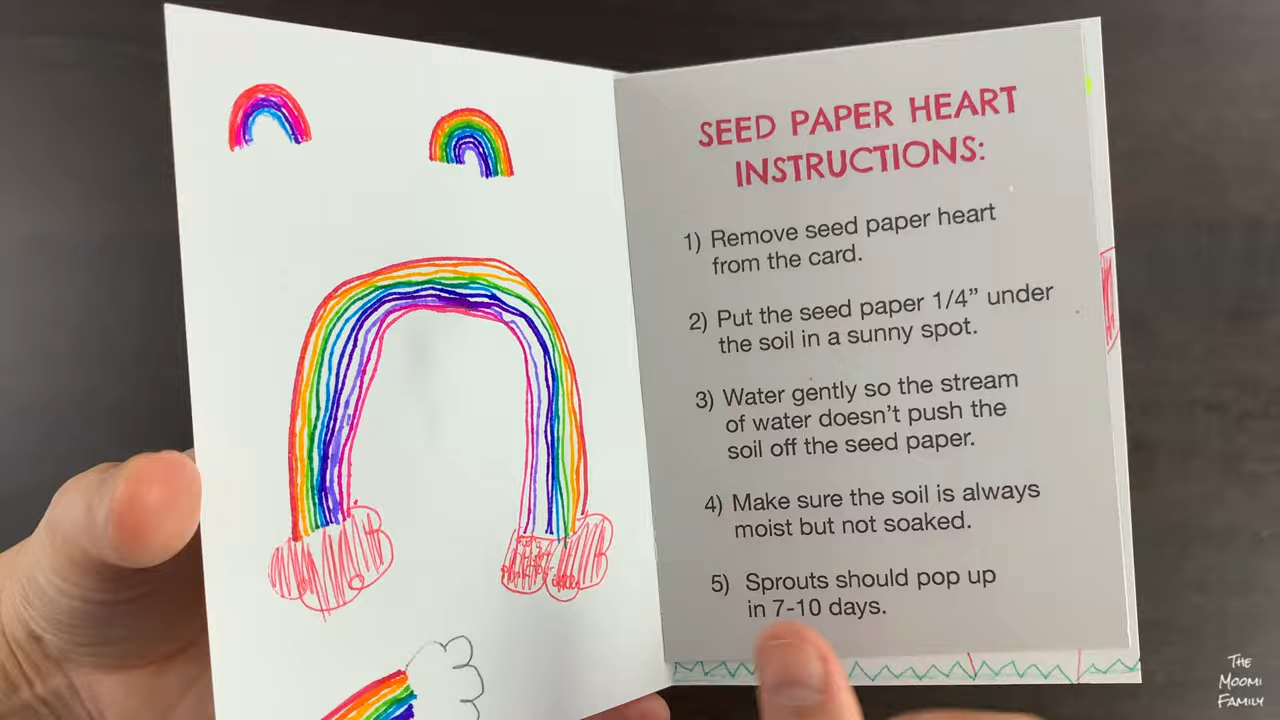 SEED PAPER HEART
INSTRUCTIONS:
1) Remove seed paper heart
from the card.
2) Put the seed paper 1/4” under
the soil in a sunny spot.
3) Water gently so the stream
of water doesn’t push the
soil off the seed paper.
4) Make sure the soil is always
moist but not soaked.
5) Sprouts should pop up
in 7-10 days.
THE
MOOMI
FAMILY